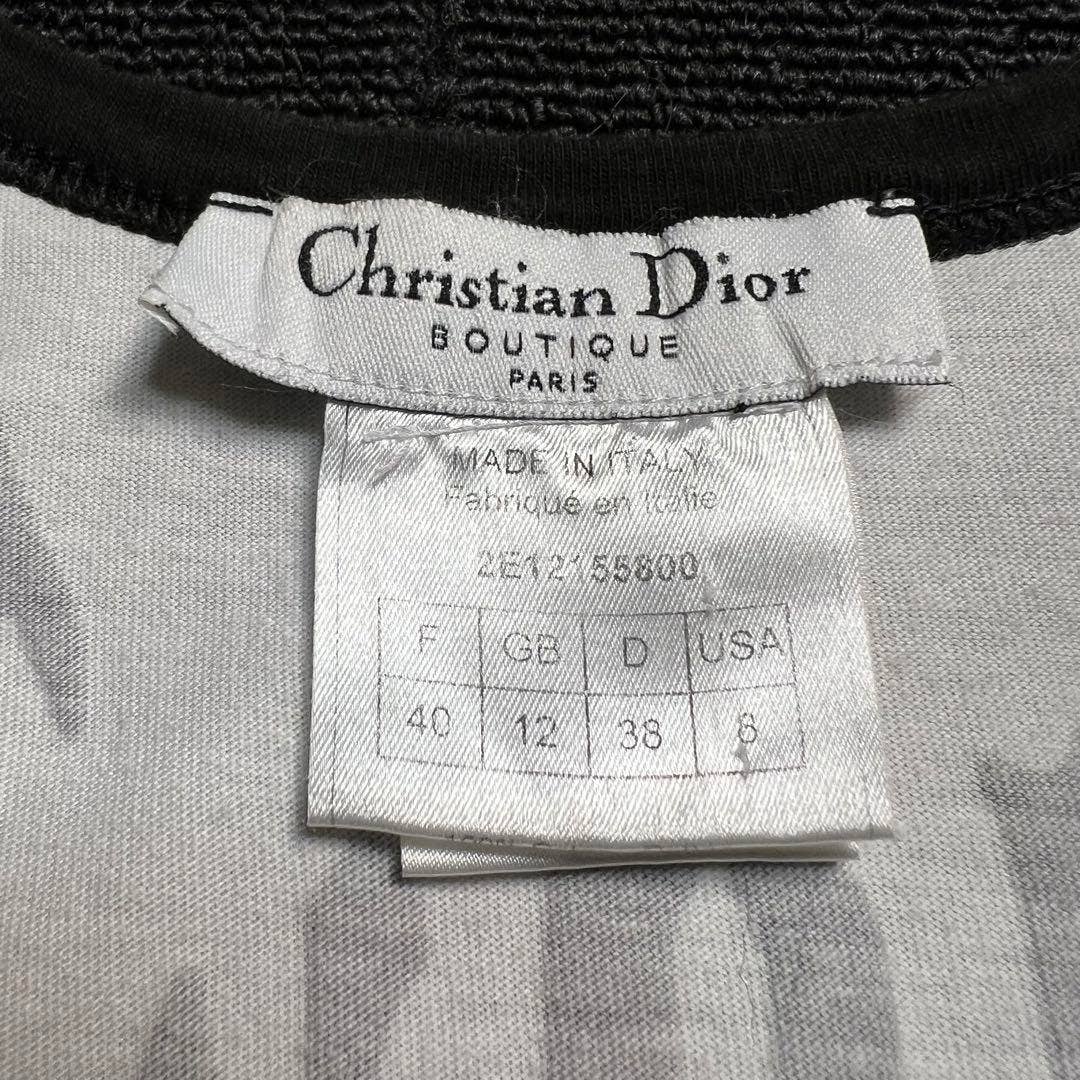 Christian Dior
BOUTIQUE
PARIS
MADE IN ITALY
Fabriqué en Italie
2E12155800
F GB D USA
40 12 38 8